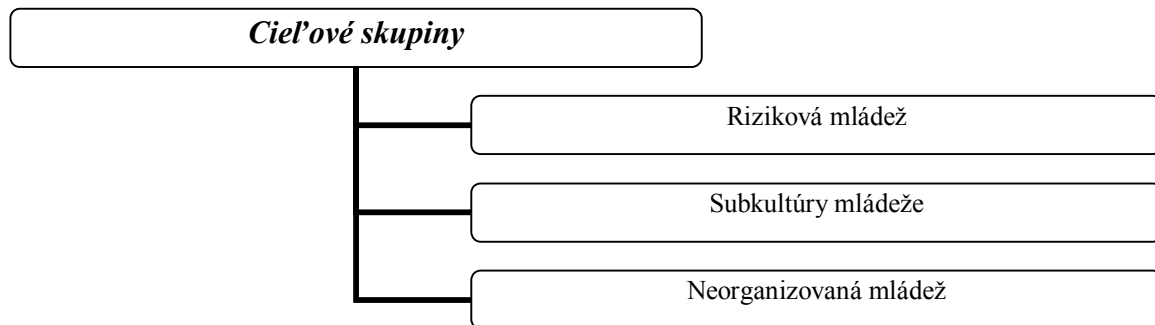 Cieľové skupiny
Riziková mládež
Subkultúry mládeže
Neorganizovaná mládež